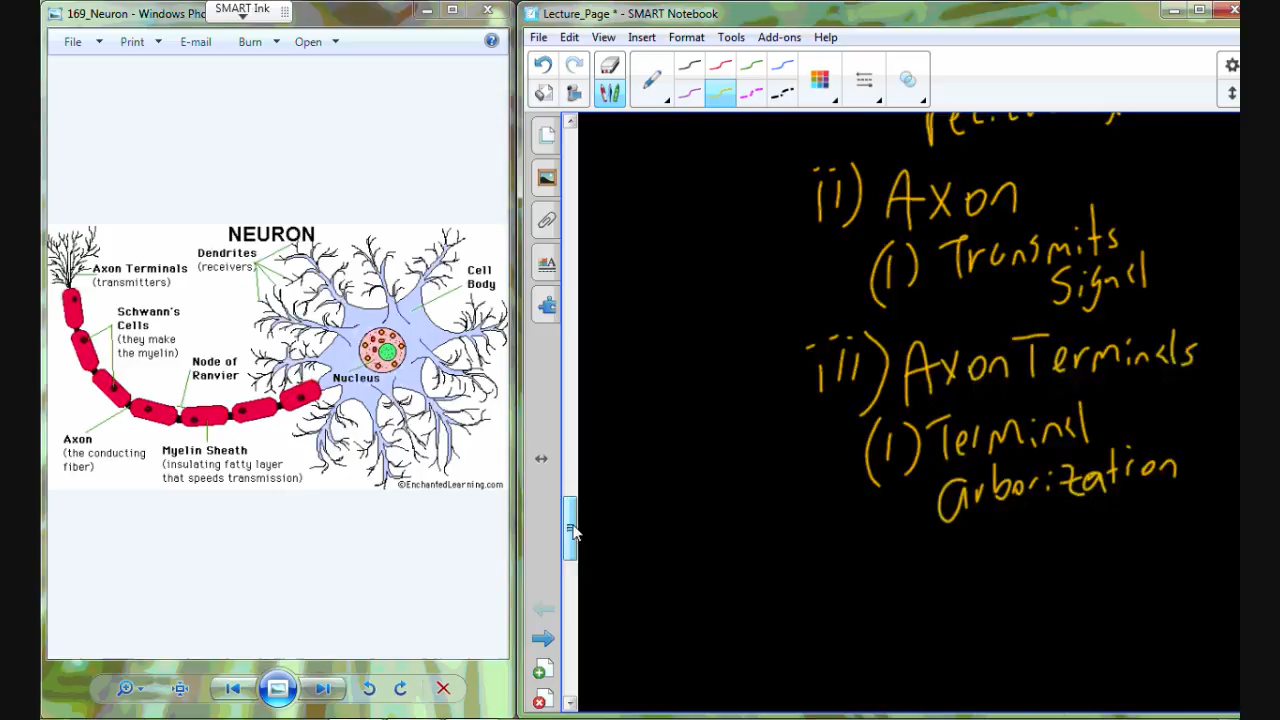 169_Neuron - Windows Pho
SMART Ink
File Print E-mail Burn Open
NEURON
Dendrites
(receivers)
Cell
Body
Axon Terminals
(transmitters)
Schwann's
Cells
(they make
the myelin)
Node of
Ranvier
Nucleus
Axon
(the conducting
fiber)
Myelin Sheath
(insulating fatty layer
that speeds transmission)
©EnchantedLearning.com
Lecture_Page * - SMART Notebook
File Edit View Insert Format Tools Add-ons Help
ii) Axon
(1) Transmits
Signal
iii) Axon Terminals
(1) Terminal
arborization